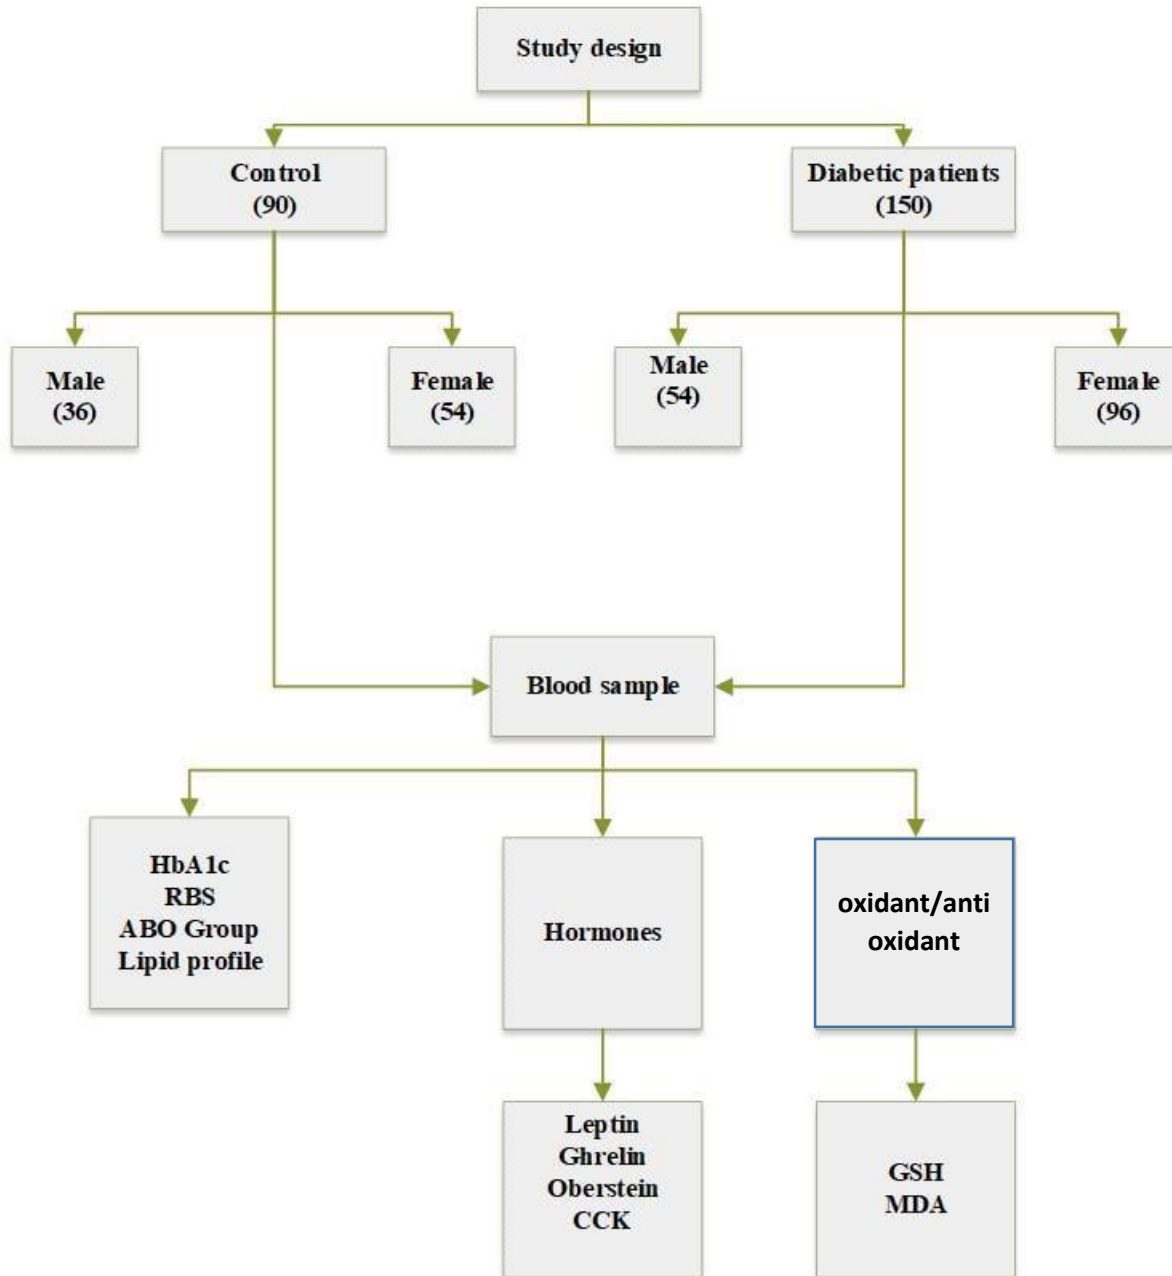 Study design
Control
(90)
Diabetic patients
(150)
Male
(36)
Female
(54)
Male
(54)
Female
(96)
Blood sample
HbA1c
RBS
ABO Group
Lipid profile
Hormones
oxidant/anti
oxidant
Leptin
Ghrelin
Oberstein
CCK
GSH
MDA